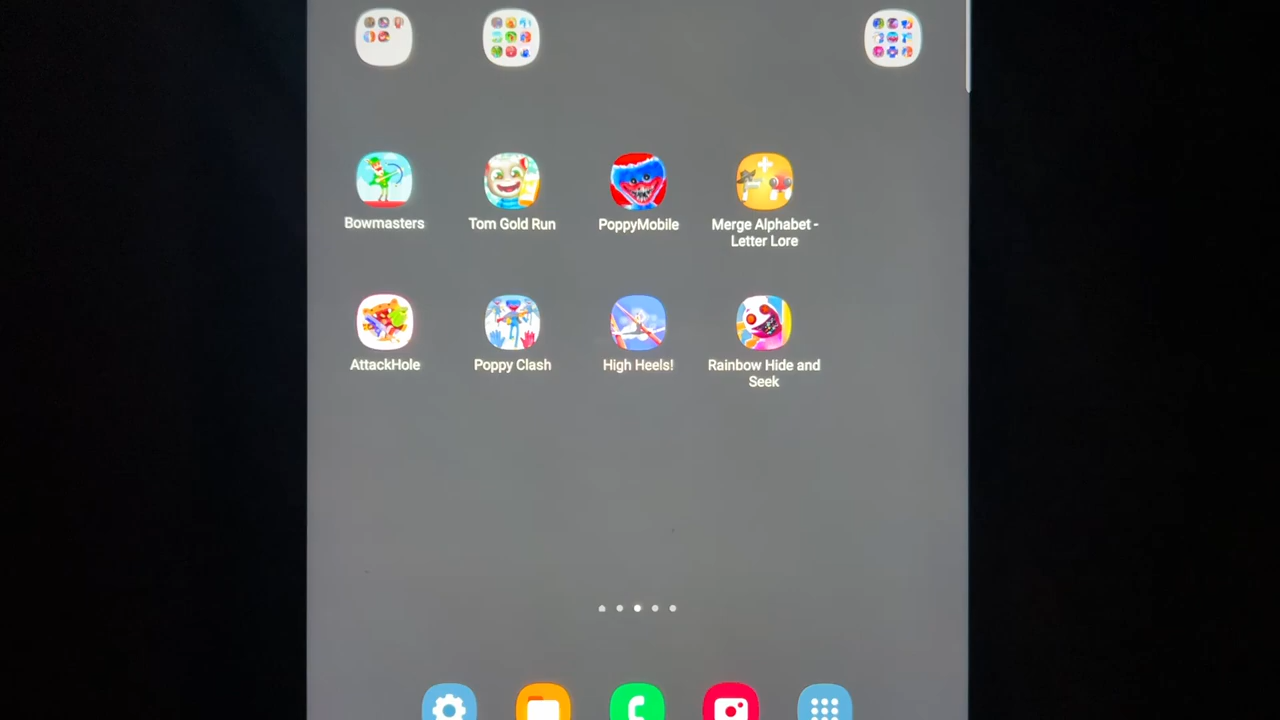 Bowmasters
Tom Gold Run
PoppyMobile
Merge Alphabet -
Letter Lore
AttackHole
Poppy Clash
High Heels!
Rainbow Hide and
Seek